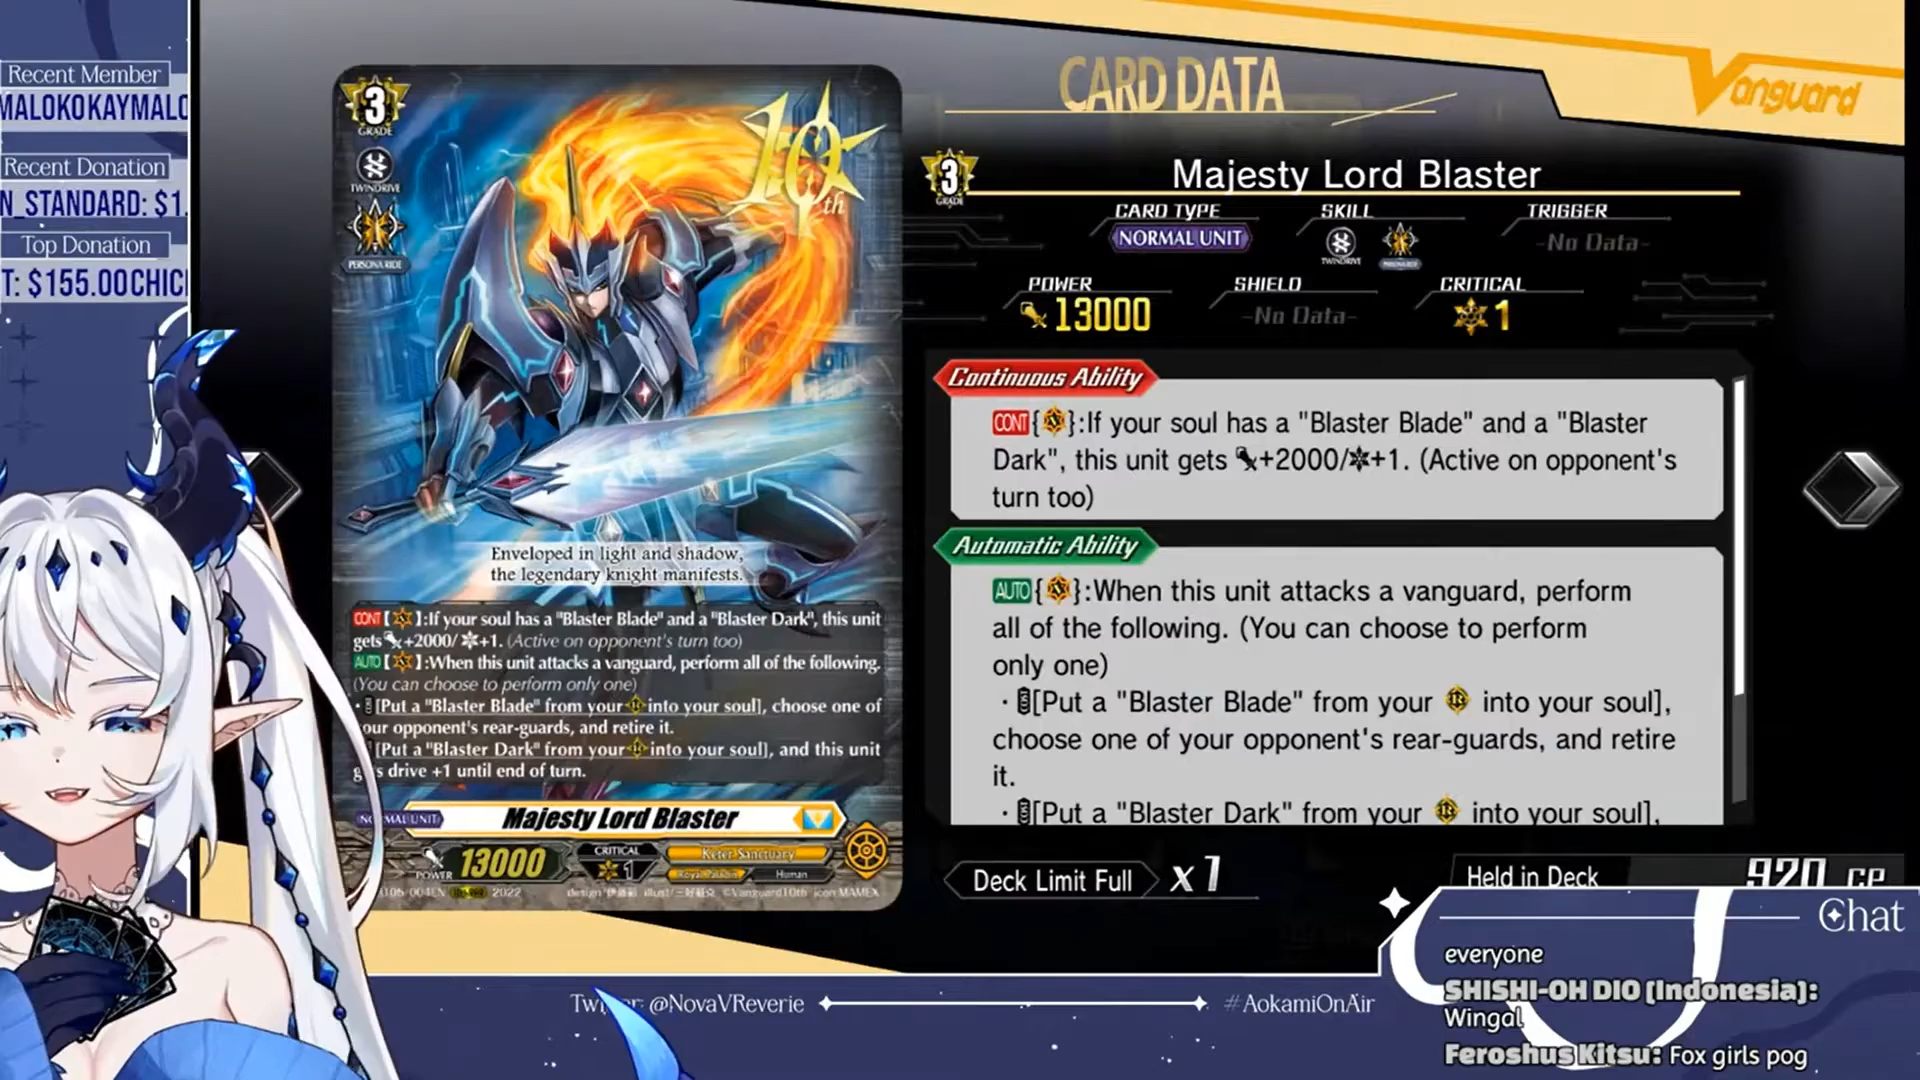 Recent Member
MALOKOKAYMALO
Recent Donation
N_STANDARD: $1.
Top Donation
T: $155.00CHICI
3
GRADE
TWINDRIVE
PERSONA RIDE
10th
Enveloped in light and shadow,
the legendary knight manifests.
CONT【】:If your soul has a "Blaster Blade" and a "Blaster Dark", this unit
gets +2000/ +1. (Active on opponent's turn too)
AUTO【】:When this unit attacks a vanguard, perform all of the following.
(You can choose to perform only one)
・[Put a "Blaster Blade" from your R into your soul], choose one of
our opponent's rear-guards, and retire it.
[Put a "Blaster Dark" from your R into your soul], and this unit
drive +1 until end of turn.
NORMAL UNIT
Majesty Lord Blaster
POWER 13000
CRITICAL 1
Keter Sanctuary
Royal Paladin Human
2022
CARD DATA
Vanguard
3
GRADE
Majesty Lord Blaster
CARD TYPE
NORMAL UNIT
SKILL
TWINDRIVE
TRIGGER
-No Data-
POWER
13000
SHIELD
-No Data-
CRITICAL
1
Continuous Ability
CONT{}:If your soul has a "Blaster Blade" and a "Blaster
Dark", this unit gets +2000/+1. (Active on opponent's
turn too)
Automatic Ability
AUTO{}:When this unit attacks a vanguard, perform
all of the following. (You can choose to perform
only one)
・[Put a "Blaster Blade" from your R into your soul],
choose one of your opponent's rear-guards, and retire
it.
・[Put a "Blaster Dark" from your R into your soul],
Deck Limit Full x 1
Held in Deck 920 CP
Chat
everyone
SHISHI-OH DIO (Indonesia):
Wingal
Feroshus Kitsu: Fox girls pog
@NovaVReverie
#AokamiOnAir